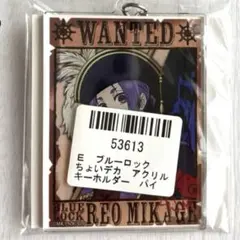 WANTED
53613
E ブルーロック
ちょいデカ アクリル
キーホルダー バイ
BLUE
LOCK REO MIKAGE